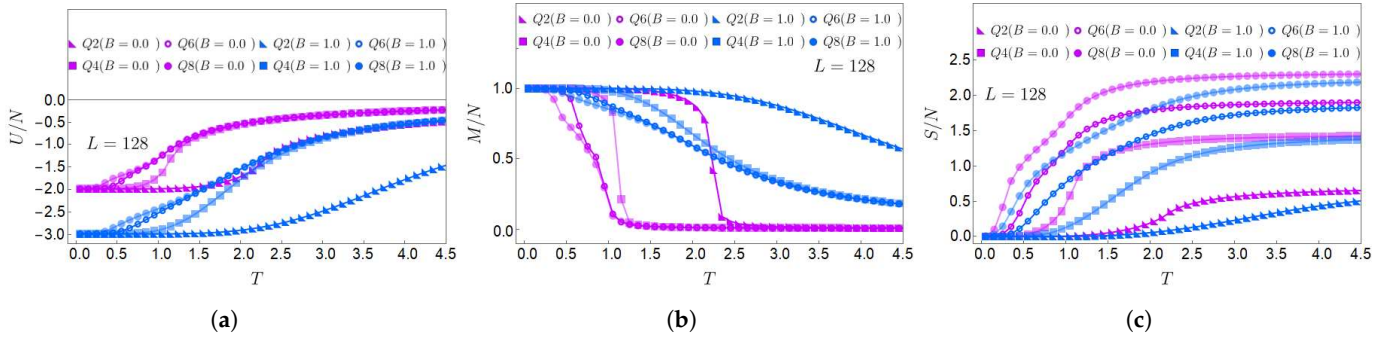 Q2(B = 0.0 ) Q6(B = 0.0 ) Q2(B = 1.0 ) Q6(B = 1.0 )
Q4(B = 0.0 ) Q8(B = 0.0 ) Q4(B = 1.0 ) Q8(B = 1.0 )
L = 128
U/N
0.0
−0.5
−1.0
−1.5
−2.0
−2.5
−3.0
0.0 0.5 1.0 1.5 2.0 2.5 3.0 3.5 4.0 4.5
T
(a)
Q2(B = 0.0 ) Q6(B = 0.0 ) Q2(B = 1.0 ) Q6(B = 1.0 )
Q4(B = 0.0 ) Q8(B = 0.0 ) Q4(B = 1.0 ) Q8(B = 1.0 )
L = 128
M/N
1.0
0.5
0.0
0.0 0.5 1.0 1.5 2.0 2.5 3.0 3.5 4.0 4.5
T
(b)
Q2(B = 0.0 ) Q6(B = 0.0 ) Q2(B = 1.0 ) Q6(B = 1.0 )
Q4(B = 0.0 ) Q8(B = 0.0 ) Q4(B = 1.0 ) Q8(B = 1.0 )
L = 128
S/N
2.5
2.0
1.5
1.0
0.5
0.0
0.0 0.5 1.0 1.5 2.0 2.5 3.0 3.5 4.0 4.5
T
(c)